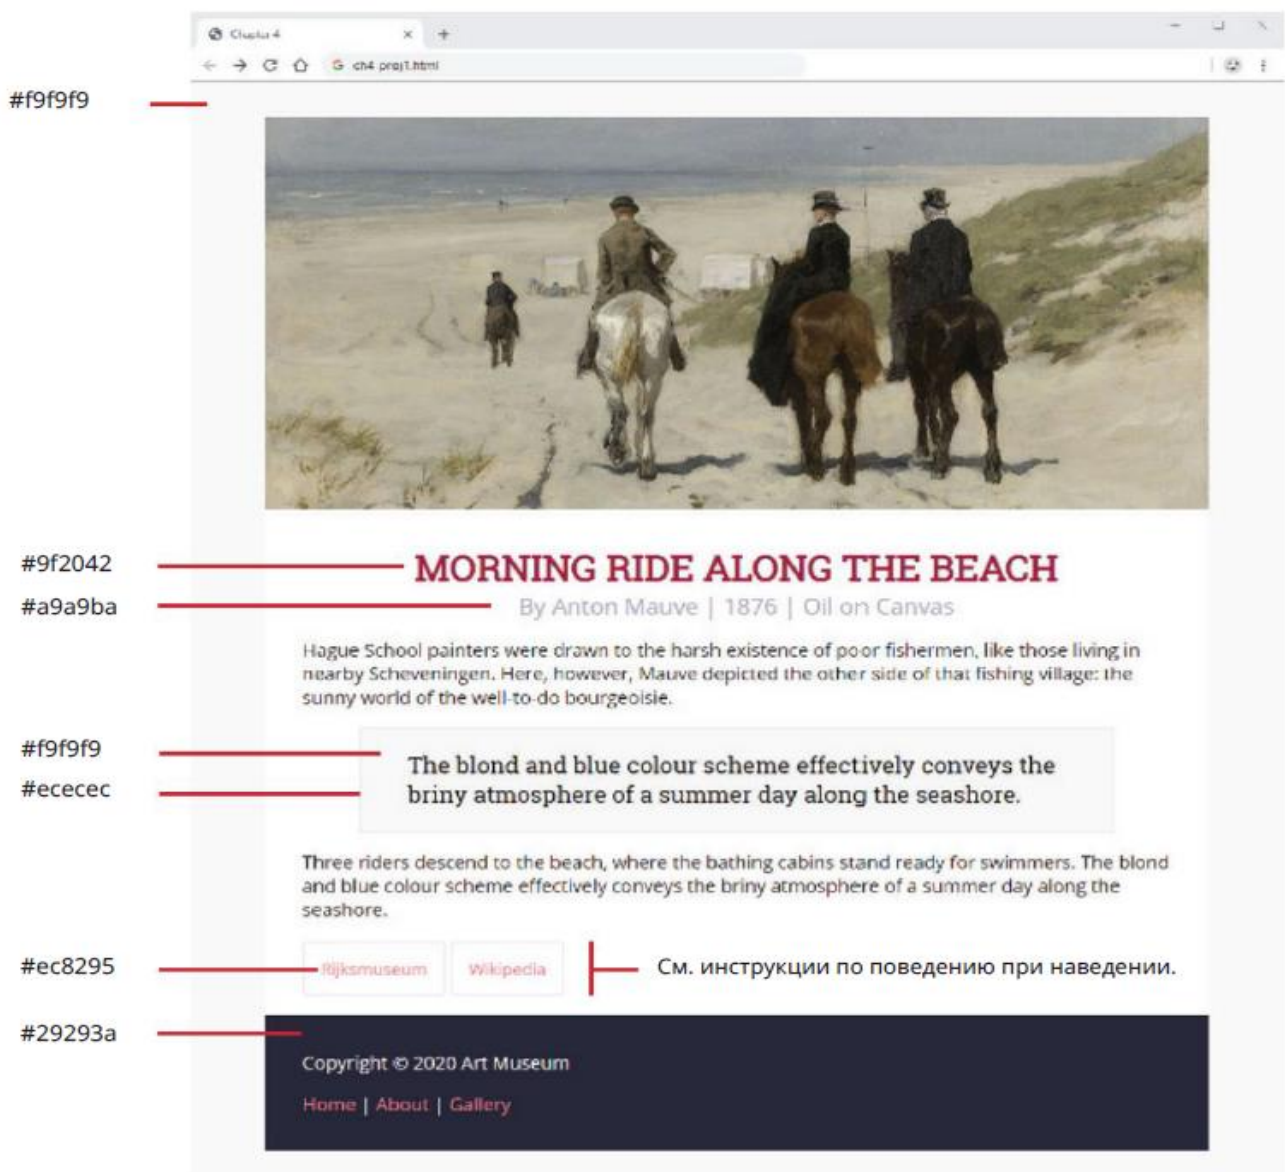 Chapter 4
ch4-proj1.html
#f9f9f9
#9f2042
MORNING RIDE ALONG THE BEACH
#a9a9ba
By Anton Mauve | 1876 | Oil on Canvas
Hague School painters were drawn to the harsh existence of poor fishermen, like those living in
nearby Scheveningen. Here, however, Mauve depicted the other side of that fishing village: the
sunny world of the well-to-do bourgeoisie.
#f9f9f9
The blond and blue colour scheme effectively conveys the
#ececec
briny atmosphere of a summer day along the seashore.
Three riders descend to the beach, where the bathing cabins stand ready for swimmers. The blond
and blue colour scheme effectively conveys the briny atmosphere of a summer day along the
seashore.
#ec8295
Rijksmuseum
Wikipedia
См. инструкции по поведению при наведении.
#29293a
Copyright © 2020 Art Museum
Home | About | Gallery